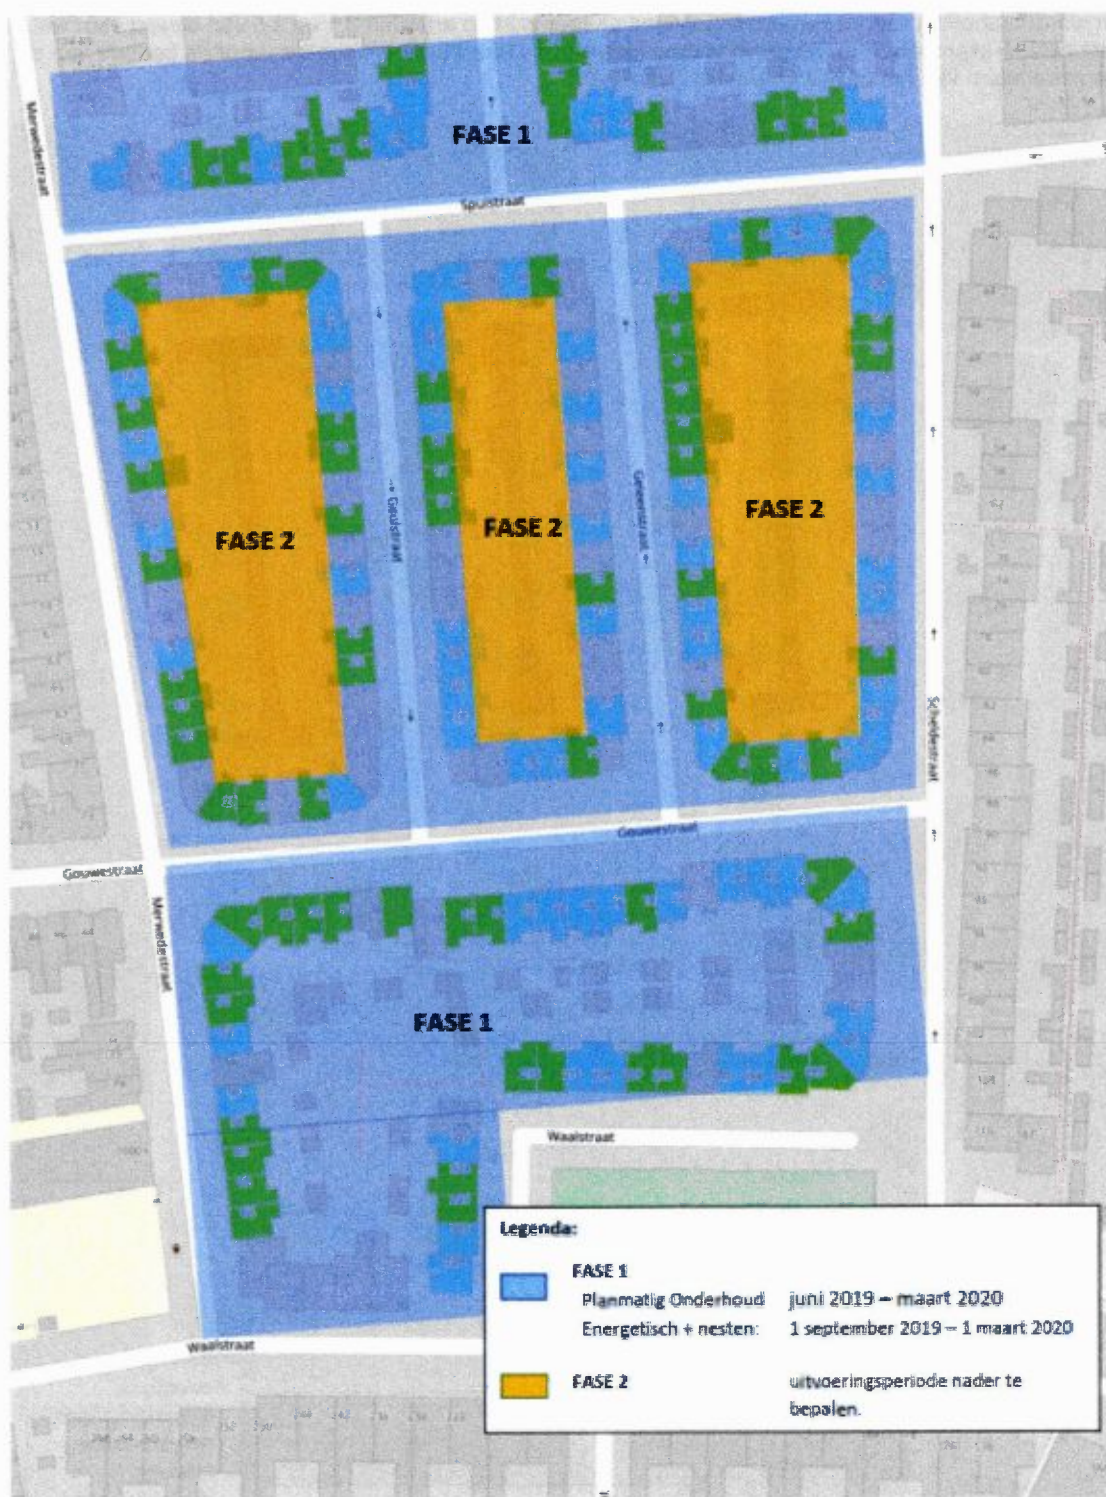 Merwedestraat
FASE 1
Spuistraat
FASE 2
FASE 2
FASE 2
Geulstraat
Geleenstraat
Scheldestraat
Gouwestraat
Gouwestraat
Merwedestraat
FASE 1
Waalstraat
Waalstraat
Legenda:
FASE 1
Planmatig Onderhoud juni 2019 – maart 2020
Energetisch + nesten: 1 september 2019 – 1 maart 2020
FASE 2 uitvoeringsperiode nader te
bepalen.